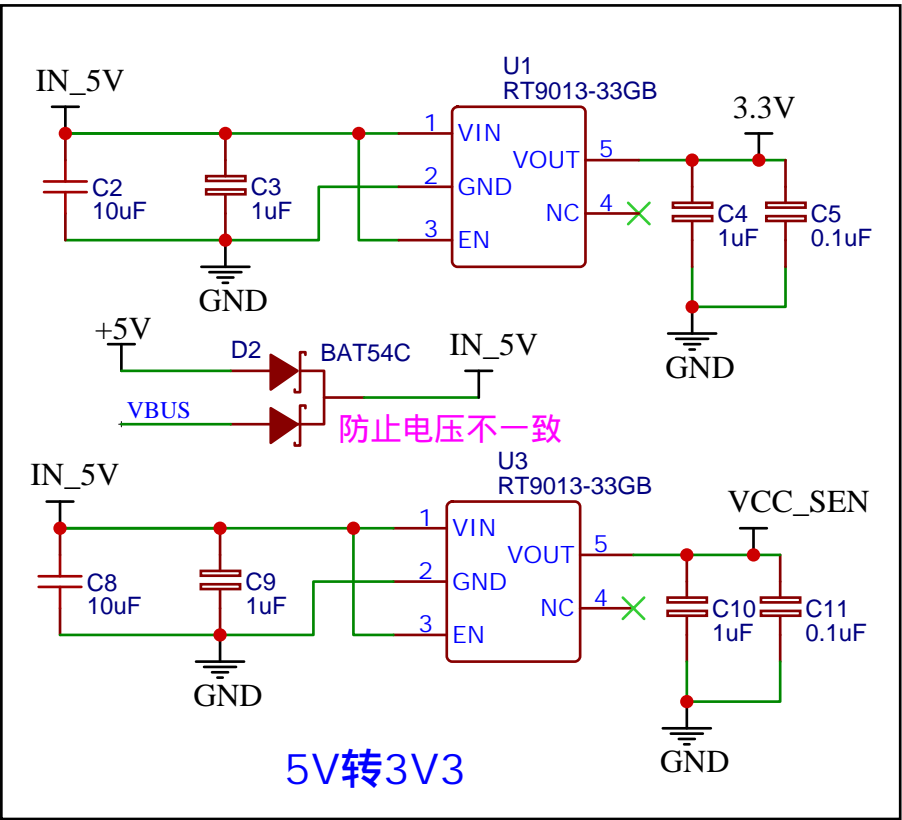 IN_5V
U1
RT9013-33GB
3.3V
1
VIN
VOUT
5
C2
10uF
C3
1uF
2
GND
NC
4
C4
1uF
C5
0.1uF
3
EN
GND
GND
+5V
D2
BAT54C
IN_5V
VBUS
防止电压不一致
IN_5V
U3
RT9013-33GB
VCC_SEN
1
VIN
VOUT
5
C8
10uF
C9
1uF
2
GND
NC
4
C10
1uF
C11
0.1uF
3
EN
GND
GND
5V转3V3